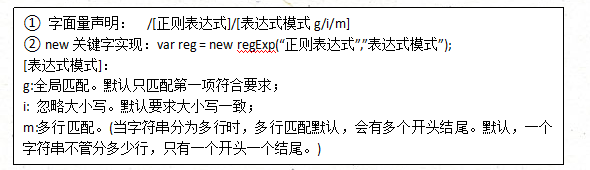 ① 字面量声明： /[正则表达式]/[表达式模式 g/i/m]
② new 关键字实现：var reg = new regExp(“正则表达式”,”表达式模式”);
[表达式模式]：
g:全局匹配。默认只匹配第一项符合要求；
i: 忽略大小写。默认要求大小写一致；
m:多行匹配。(当字符串分为多行时，多行匹配默认，会有多个开头结尾。默认，一个
字符串不管分多少行，只有一个开头一个结尾。)